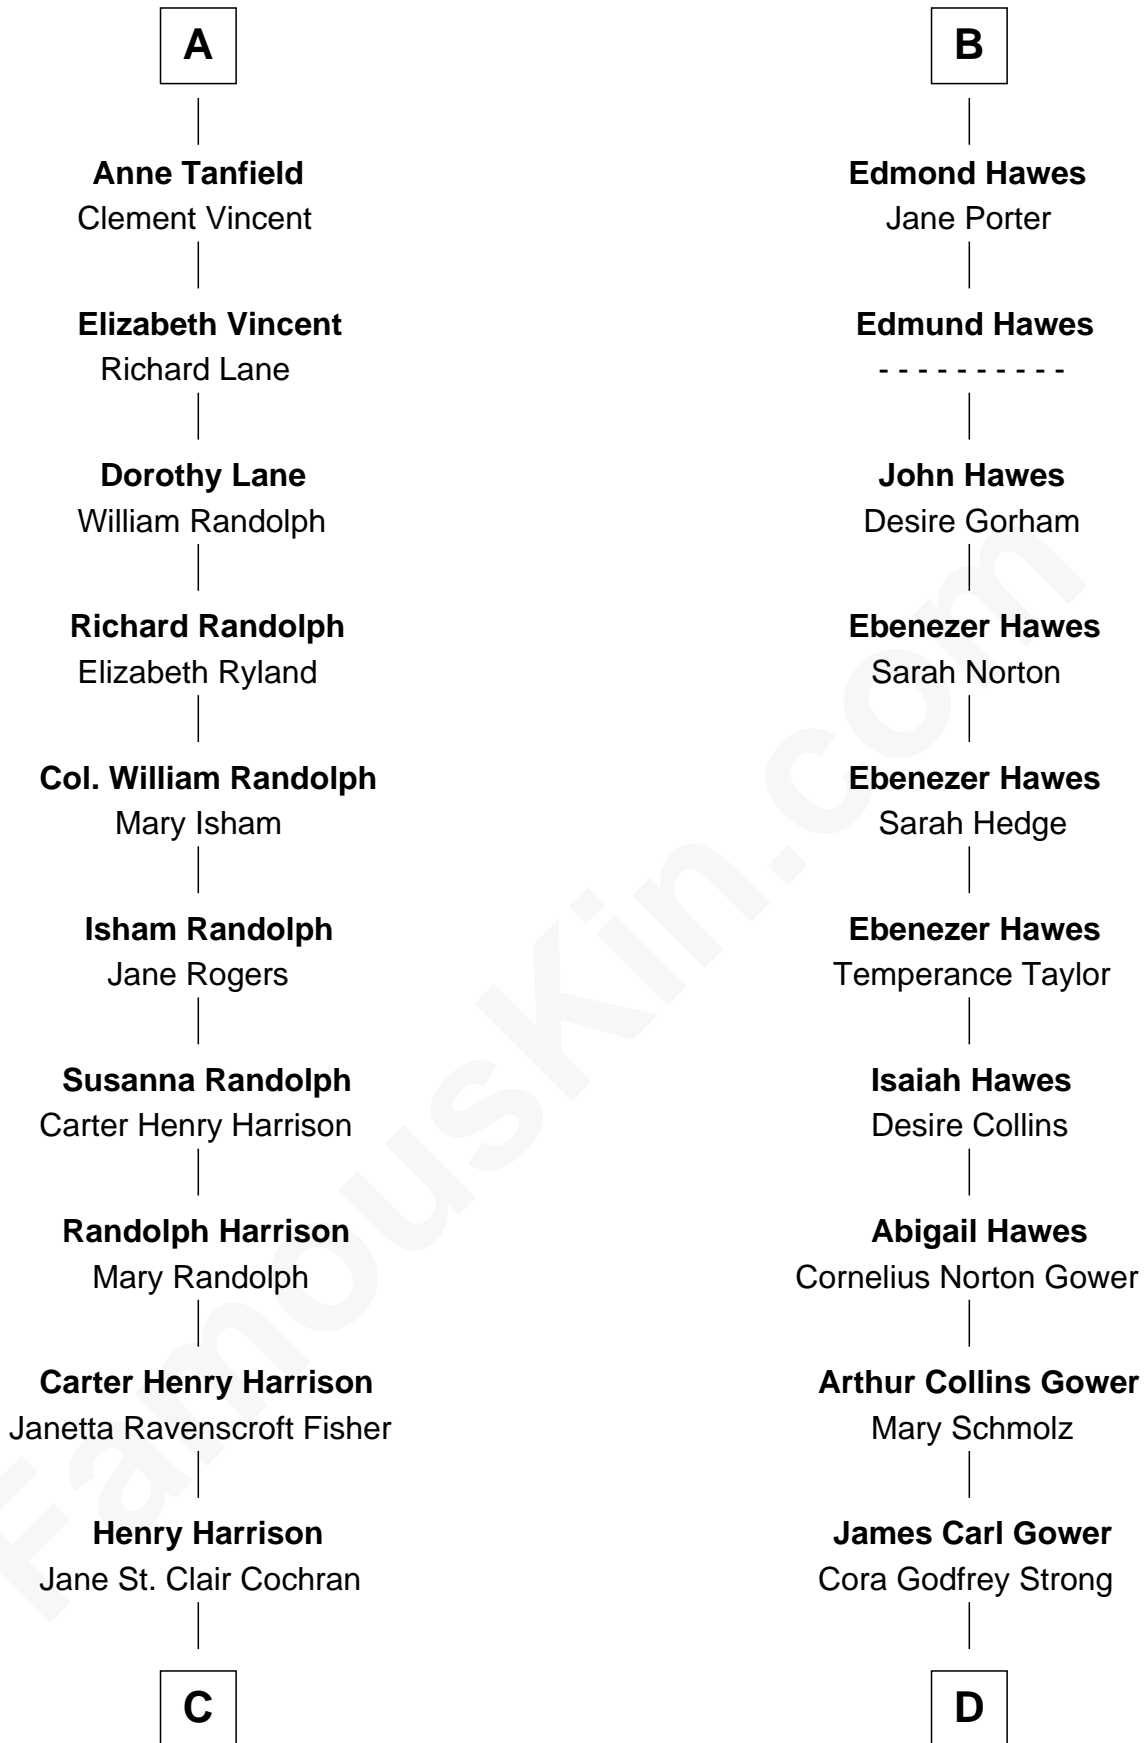 A
Anne Tanfield
Clement Vincent
Elizabeth Vincent
Richard Lane
Dorothy Lane
William Randolph
Richard Randolph
Elizabeth Ryland
Col. William Randolph
Mary Isham
Isham Randolph
Jane Rogers
Susanna Randolph
Carter Henry Harrison
Randolph Harrison
Mary Randolph
Carter Henry Harrison
Janetta Ravenscroft Fisher
Henry Harrison
Jane St. Clair Cochran
C
B
Edmond Hawes
Jane Porter
Edmund Hawes
- - - - - - - - - -
John Hawes
Desire Gorham
Ebenezer Hawes
Sarah Norton
Ebenezer Hawes
Sarah Hedge
Ebenezer Hawes
Temperance Taylor
Isaiah Hawes
Desire Collins
Abigail Hawes
Cornelius Norton Gower
Arthur Collins Gower
Mary Schmolz
James Carl Gower
Cora Godfrey Strong
D
FamousKin.com